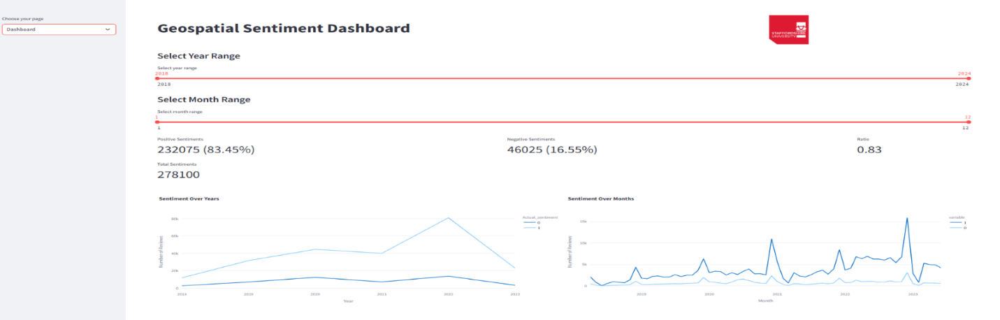 Choose your page
Dashboard
Geospatial Sentiment Dashboard
STAFFORDSHIRE
UNIVERSITY
Select Year Range
Select year range
2018 2024
2018 2024
Select Month Range
Select month range
1 12
1 12
Positive Sentiments Negative Sentiments Ratio
232075 (83.45%) 46025 (16.55%) 0.83
Total Sentiments
278100
Sentiment Over Years
Actual_sentiment
0
1
80k
60k
40k
20k
0
Number of Reviews
2018 2019 2020 2021 2022 2023
Year
Sentiment Over Months
variable
1
0
15k
10k
5k
0
Number of Reviews
2019 2020 2021 2022 2023
Month